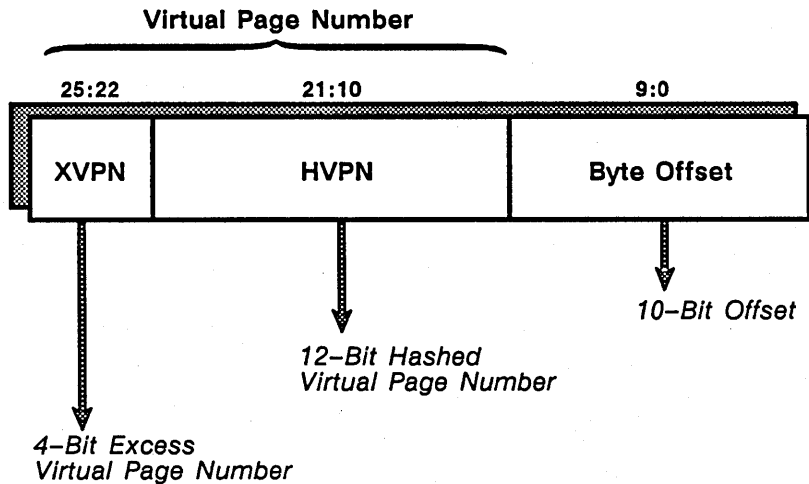 Virtual Page Number
25:22 21:10 9:0
XVPN HVPN Byte Offset
10-Bit Offset
12-Bit Hashed
Virtual Page Number
4-Bit Excess
Virtual Page Number